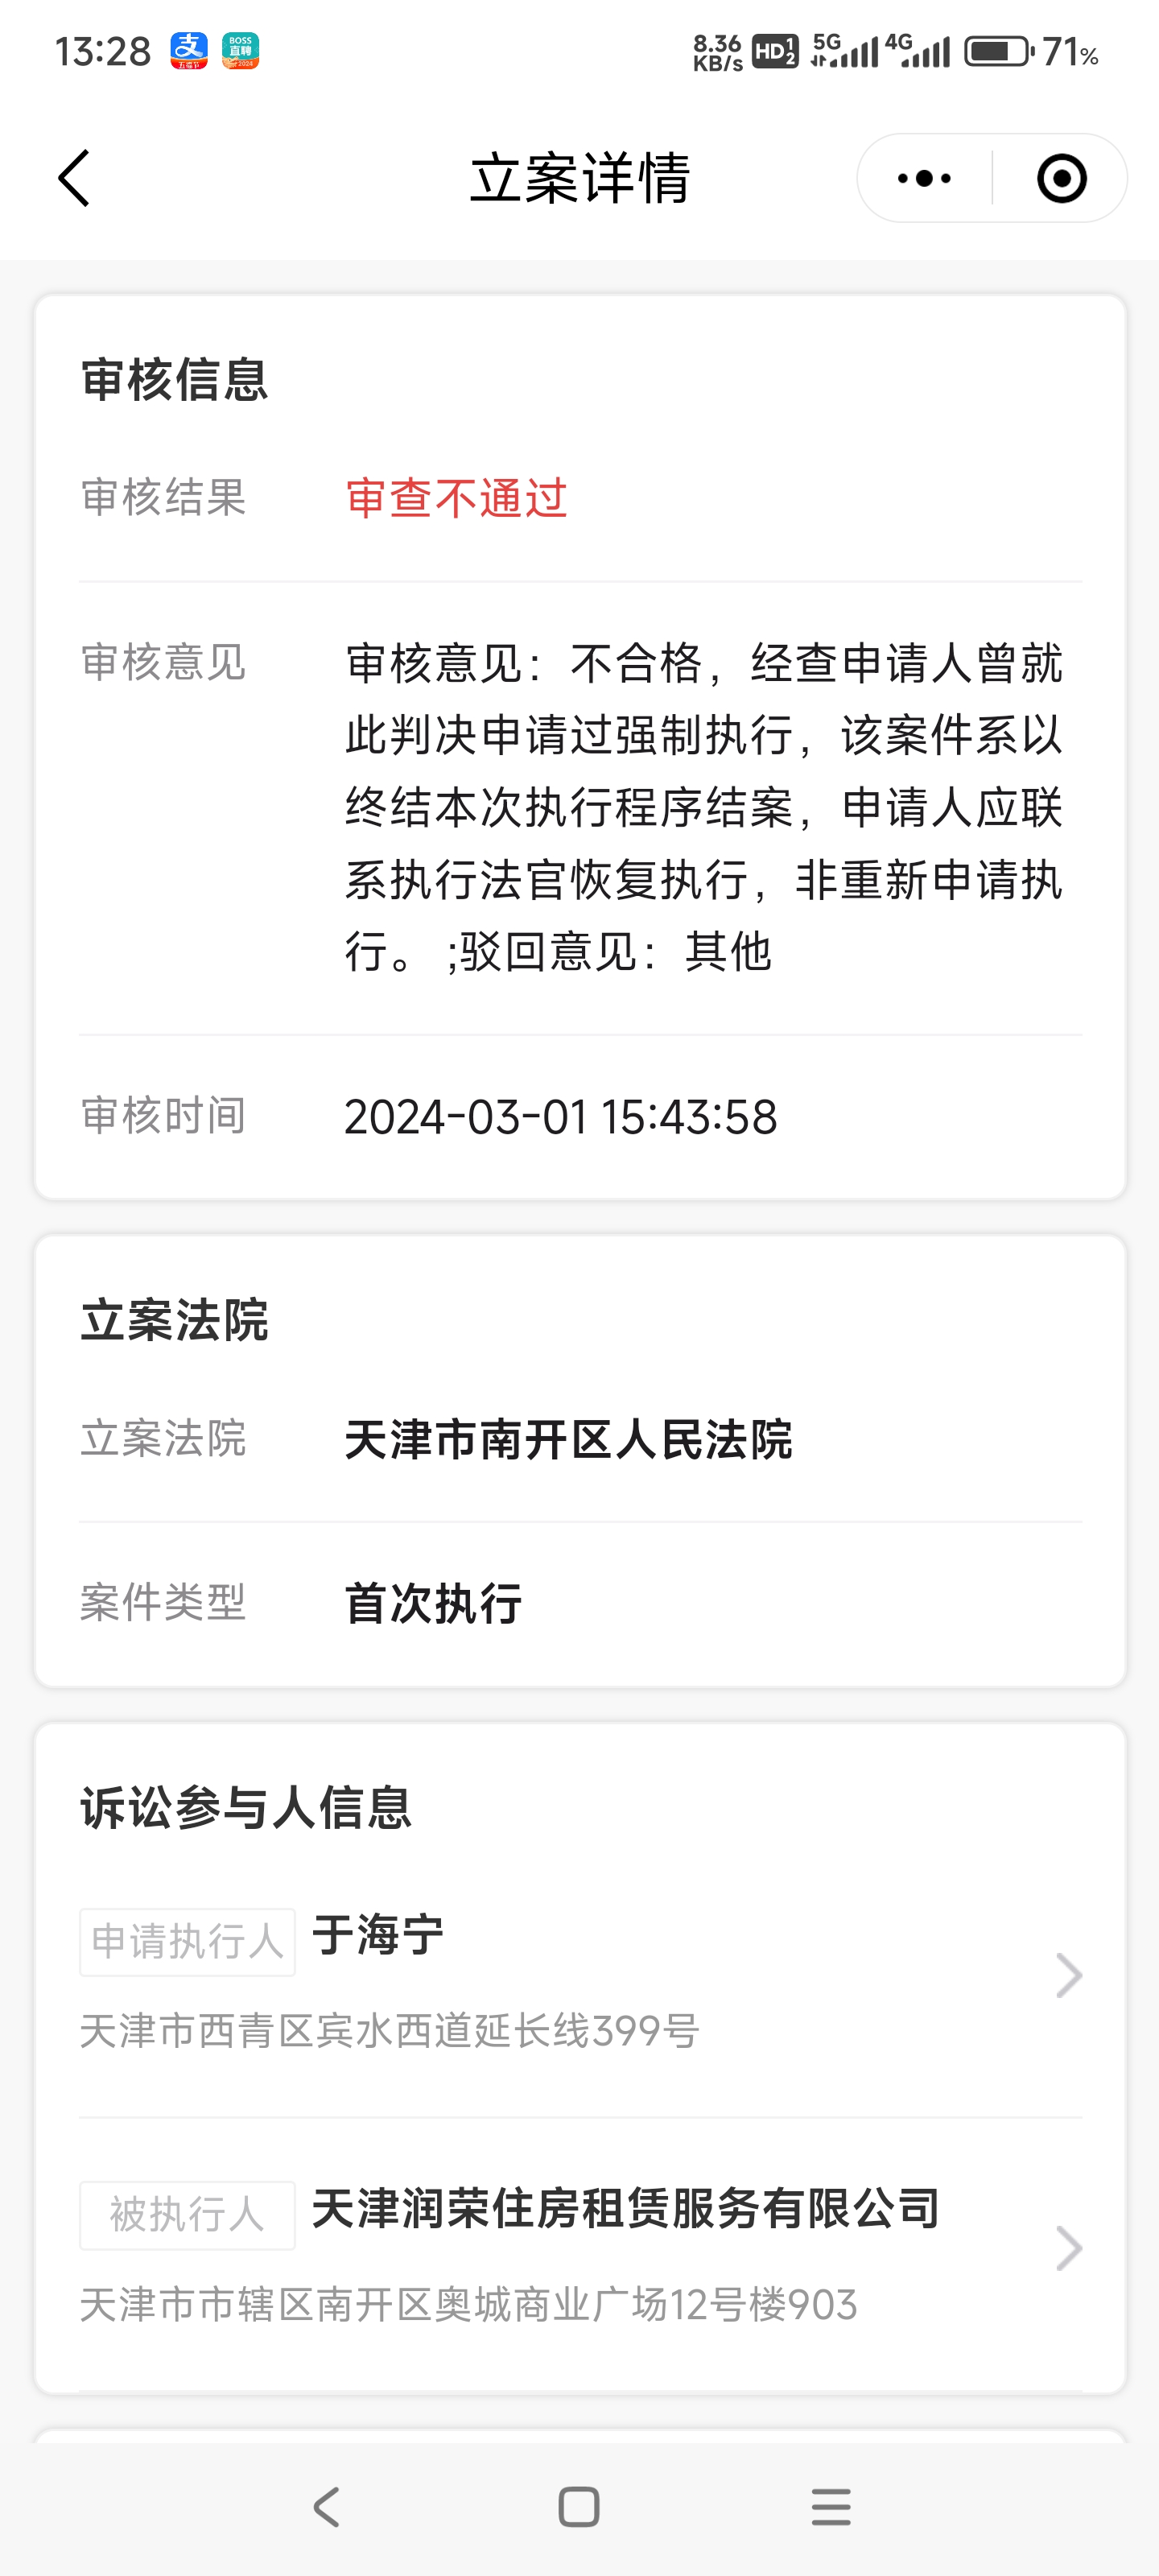 13:28
支
五福节
BOSS
直聘
2024
8.36
KB/s
HD 1 2
5G
4G
71%
立案详情
审核信息
审核结果 审查不通过
审核意见 审核意见：不合格，经查申请人曾就
此判决申请过强制执行，该案件系以
终结本次执行程序结案，申请人应联
系执行法官恢复执行，非重新申请执
行。 ;驳回意见：其他
审核时间 2024-03-01 15:43:58
立案法院
立案法院 天津市南开区人民法院
案件类型 首次执行
诉讼参与人信息
申请执行人 于海宁
天津市西青区宾水西道延长线399号
被执行人 天津润荣住房租赁服务有限公司
天津市市辖区南开区奥城商业广场12号楼903